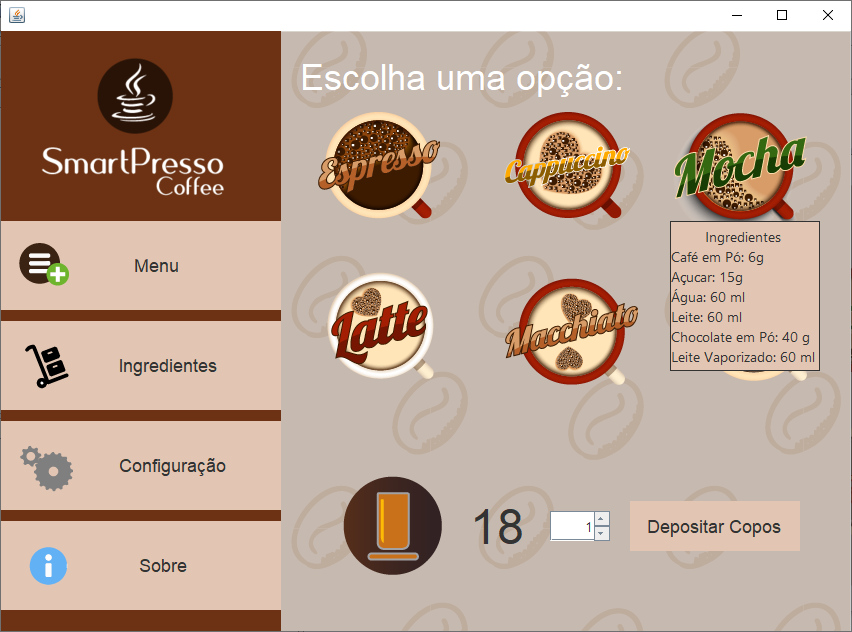 SmartPresso
Coffee
Menu
Ingredientes
Configuração
Sobre
Escolha uma opção:
Espresso
Cappuccino
Mocha
Ingredientes
Café em Pó: 6g
Açucar: 15g
Água: 60 ml
Leite: 60 ml
Chocolate em Pó: 40 g
Leite Vaporizado: 60 ml
Latte
Macchiato
18
1
Depositar Copos